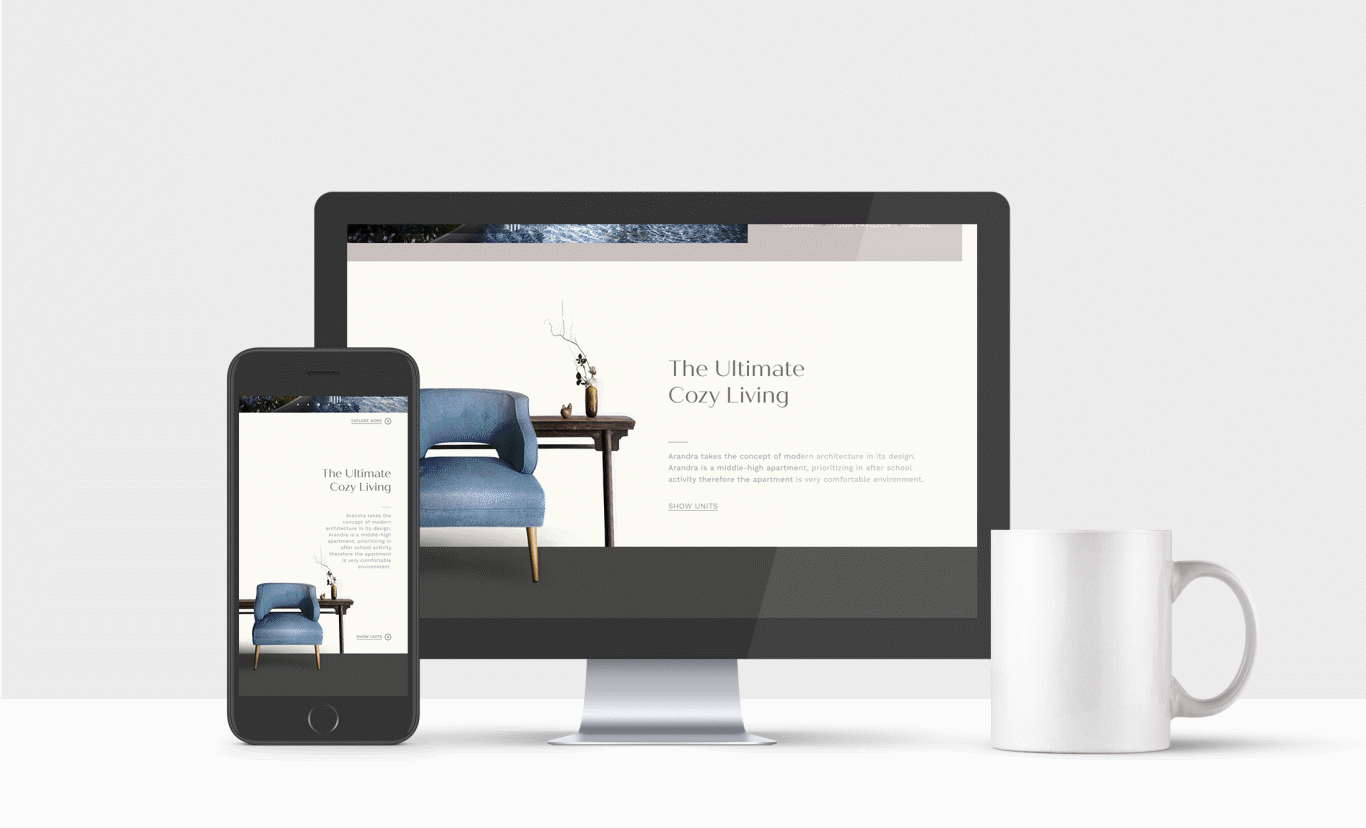 The Ultimate
Cozy Living
Arandra takes the concept of modern architecture in its design.
Arandra is a middle-high apartment, prioritizing in after school
activity therefore the apartment is very comfortable environment.
SHOW UNITS
EXPLORE MORE
The Ultimate
Cozy Living
Arandra takes the
concept of modern
architecture in its design.
Arandra is a middle-high
apartment, prioritizing in
after school activity
therefore the apartment
is very comfortable
environment.
SHOW UNITS